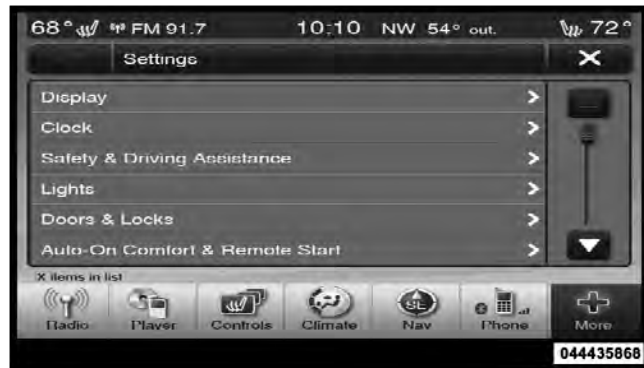 68° FM 91.7 10:10 NW 54° out. 72°
Settings
Display
Clock
Safety & Driving Assistance
Lights
Doors & Locks
Auto-On Comfort & Remote Start
X items in list
Radio Player Controls Climate Nav Phone More
044435868